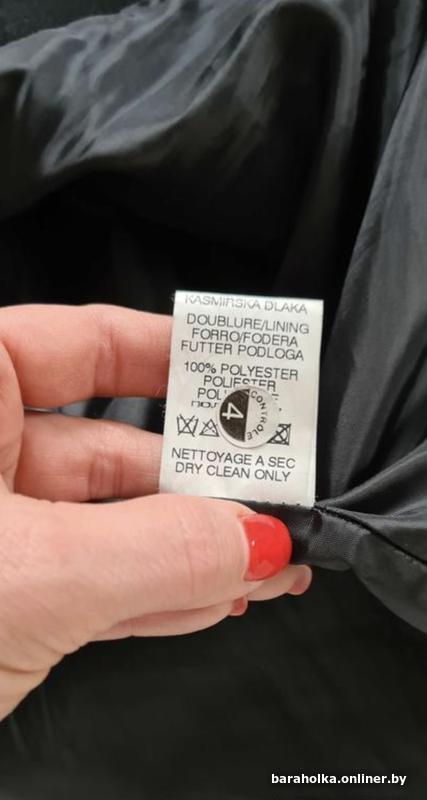 KASMIRSKA DLAKA
DOUBLURE/LINING
FORRO/FODERA
FUTTER PODLOGA
100% POLYESTER
POLIESTER
CONTROLE
4
NETTOYAGE A SEC
DRY CLEAN ONLY
baraholka.onliner.by